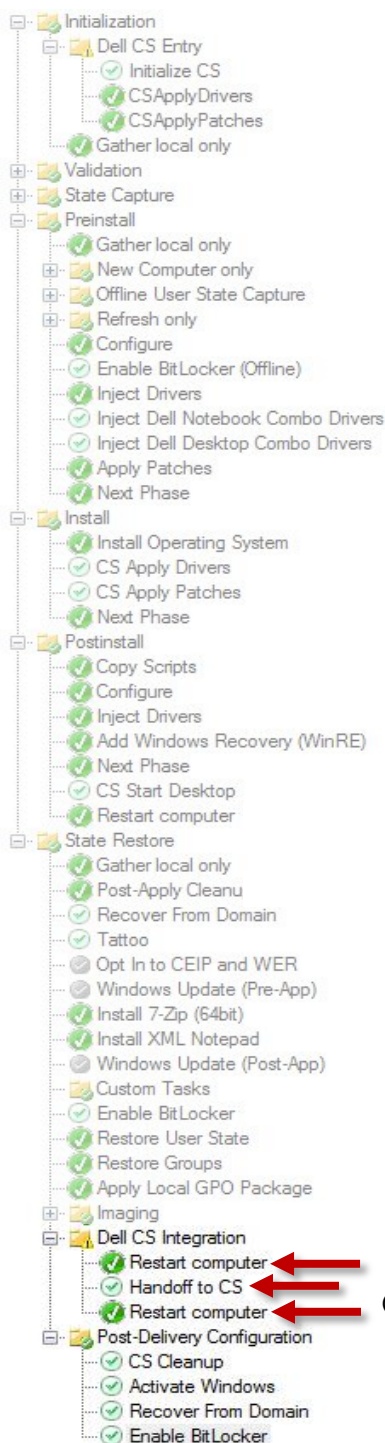 Initialization
Dell CS Entry
Initialize CS
CSApplyDrivers
CSApplyPatches
Gather local only
Validation
State Capture
Preinstall
Gather local only
New Computer only
Offline User State Capture
Refresh only
Configure
Enable BitLocker (Offline)
Inject Drivers
Inject Dell Notebook Combo Drivers
Inject Dell Desktop Combo Drivers
Apply Patches
Next Phase
Install
Install Operating System
CS Apply Drivers
CS Apply Patches
Next Phase
Postinstall
Copy Scripts
Configure
Inject Drivers
Add Windows Recovery (WinRE)
Next Phase
CS Start Desktop
Restart computer
State Restore
Gather local only
Post-Apply Cleanu
Recover From Domain
Tattoo
Opt In to CEIP and WER
Windows Update (Pre-App)
Install 7-Zip (64bit)
Install XML Notepad
Windows Update (Post-App)
Custom Tasks
Enable BitLocker
Restore User State
Restore Groups
Apply Local GPO Package
Imaging
Dell CS Integration
Restart computer
Handoff to CS
Restart computer
Post-Delivery Configuration
CS Cleanup
Activate Windows
Recover From Domain
Enable BitLocker